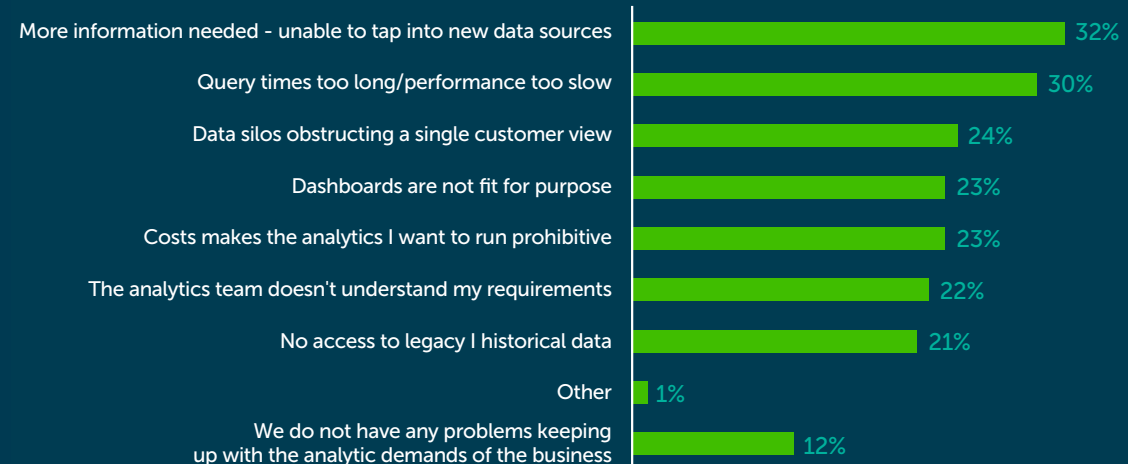 More information needed - unable to tap into new data sources 32%
Query times too long/performance too slow 30%
Data silos obstructing a single customer view 24%
Dashboards are not fit for purpose 23%
Costs makes the analytics I want to run prohibitive 23%
The analytics team doesn't understand my requirements 22%
No access to legacy I historical data 21%
Other 1%
We do not have any problems keeping
up with the analytic demands of the business 12%